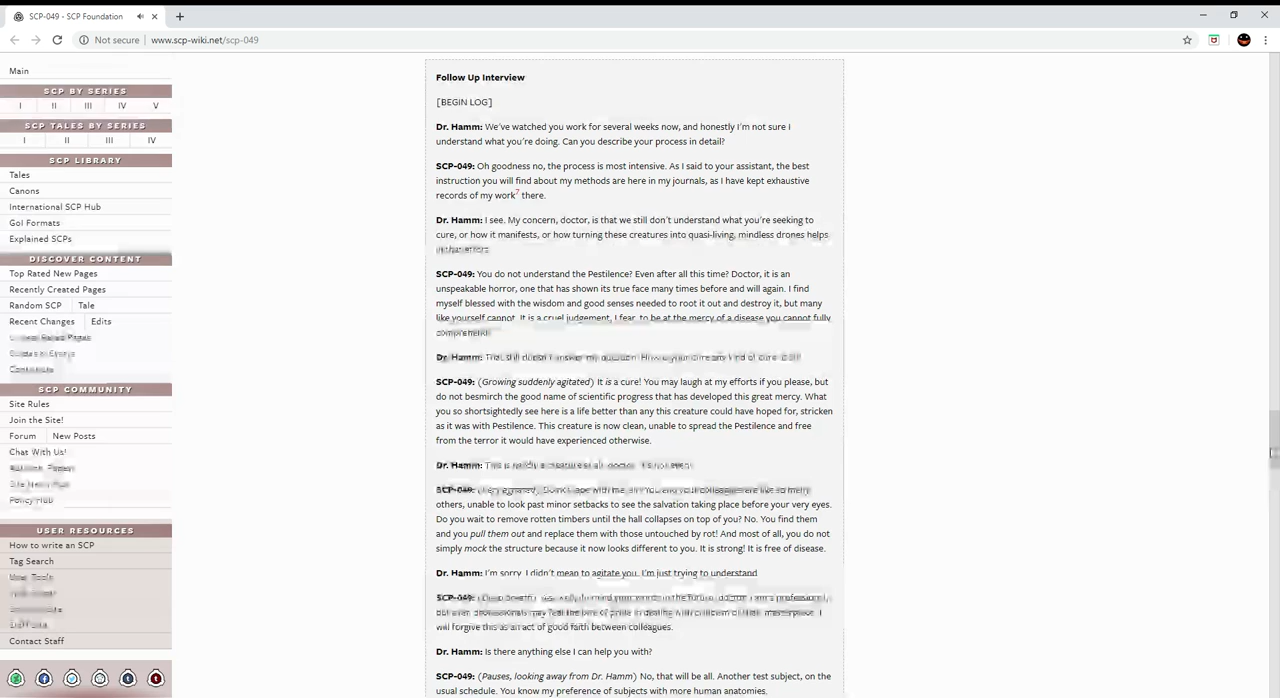 SCP-049 - SCP Foundation
Not secure | www.scp-wiki.net/scp-049
Main
SCP BY SERIES
I II III IV V
SCP TALES BY SERIES
I II III IV
SCP LIBRARY
Tales
Canons
International SCP Hub
GoI Formats
Explained SCPs
DISCOVER CONTENT
Top Rated New Pages
Recently Created Pages
Random SCP Tale
Recent Changes Edits
Pages
Contribute
SCP COMMUNITY
Site Rules
Join the Site!
Forum New Posts
Chat With Us!
Policy Hub
USER RESOURCES
How to write an SCP
Tag Search
Contact Staff
Follow Up Interview
[BEGIN LOG]
Dr. Hamm: We've watched you work for several weeks now, and honestly I'm not sure I
understand what you're doing. Can you describe your process in detail?
SCP-049: Oh goodness no, the process is most intensive. As I said to your assistant, the best
instruction you will find about my methods are here in my journals, as I have kept exhaustive
records of my work7 there.
Dr. Hamm: I see. My concern, doctor, is that we still don't understand what you're seeking to
cure, or how it manifests, or how turning these creatures into quasi-living, mindless drones helps
SCP-049: You do not understand the Pestilence? Even after all this time? Doctor, it is an
unspeakable horror, one that has shown its true face many times before and will again. I find
myself blessed with the wisdom and good senses needed to root it out and destroy it, but many
like yourself cannot. It is a cruel judgement, I fear, to be at the mercy of a disease you cannot fully
comprehend.
Dr. Hamm: That still doesn't answer my question.
SCP-049: (Growing suddenly agitated) It is a cure! You may laugh at my efforts if you please, but
do not besmirch the good name of scientific progress that has developed this great mercy. What
you so shortsightedly see here is a life better than any this creature could have hoped for, stricken
as it was with Pestilence. This creature is now clean, unable to spread the Pestilence and free
from the terror it would have experienced otherwise.
Dr. Hamm: This is
SCP-049:
others, unable to look past minor setbacks to see the salvation taking place before your very eyes.
Do you wait to remove rotten timbers until the hall collapses on top of you? No. You find them
and you pull them out and replace them with those untouched by rot! And most of all, you do not
simply mock the structure because it now looks different to you. It is strong! It is free of disease.
Dr. Hamm: I'm sorry. I didn't mean to agitate you. I'm just trying to understand
SCP-049:
will forgive this as an act of good faith between colleagues.
Dr. Hamm: Is there anything else I can help you with?
SCP-049: (Pauses, looking away from Dr. Hamm) No, that will be all. Another test subject, on the
usual schedule. You know my preference of subjects with more human anatomies.